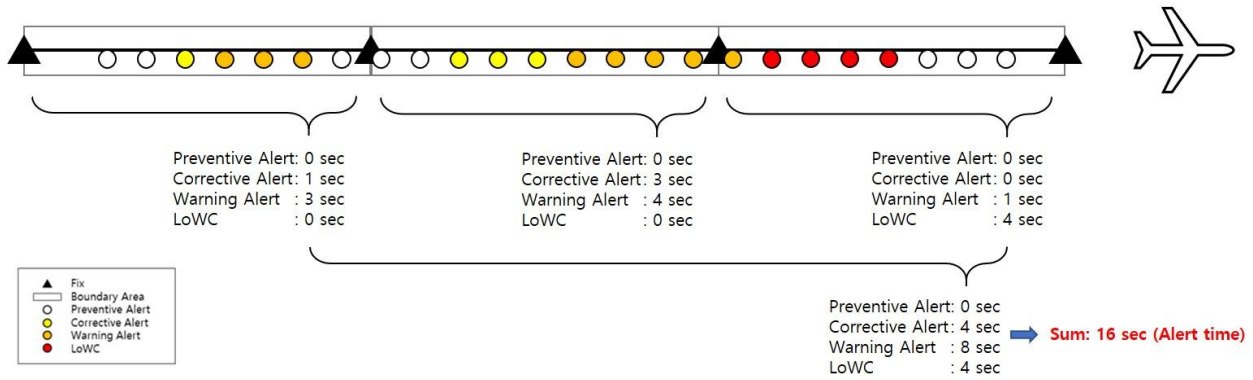 Preventive Alert: 0 sec
Corrective Alert: 1 sec
Warning Alert : 3 sec
LoWC : 0 sec
Preventive Alert: 0 sec
Corrective Alert: 3 sec
Warning Alert : 4 sec
LoWC : 0 sec
Preventive Alert: 0 sec
Corrective Alert: 0 sec
Warning Alert : 1 sec
LoWC : 4 sec
Fix
Boundary Area
Preventive Alert
Corrective Alert
Warning Alert
LoWC
Preventive Alert: 0 sec
Corrective Alert: 4 sec
Warning Alert : 8 sec
LoWC : 4 sec
Sum: 16 sec (Alert time)